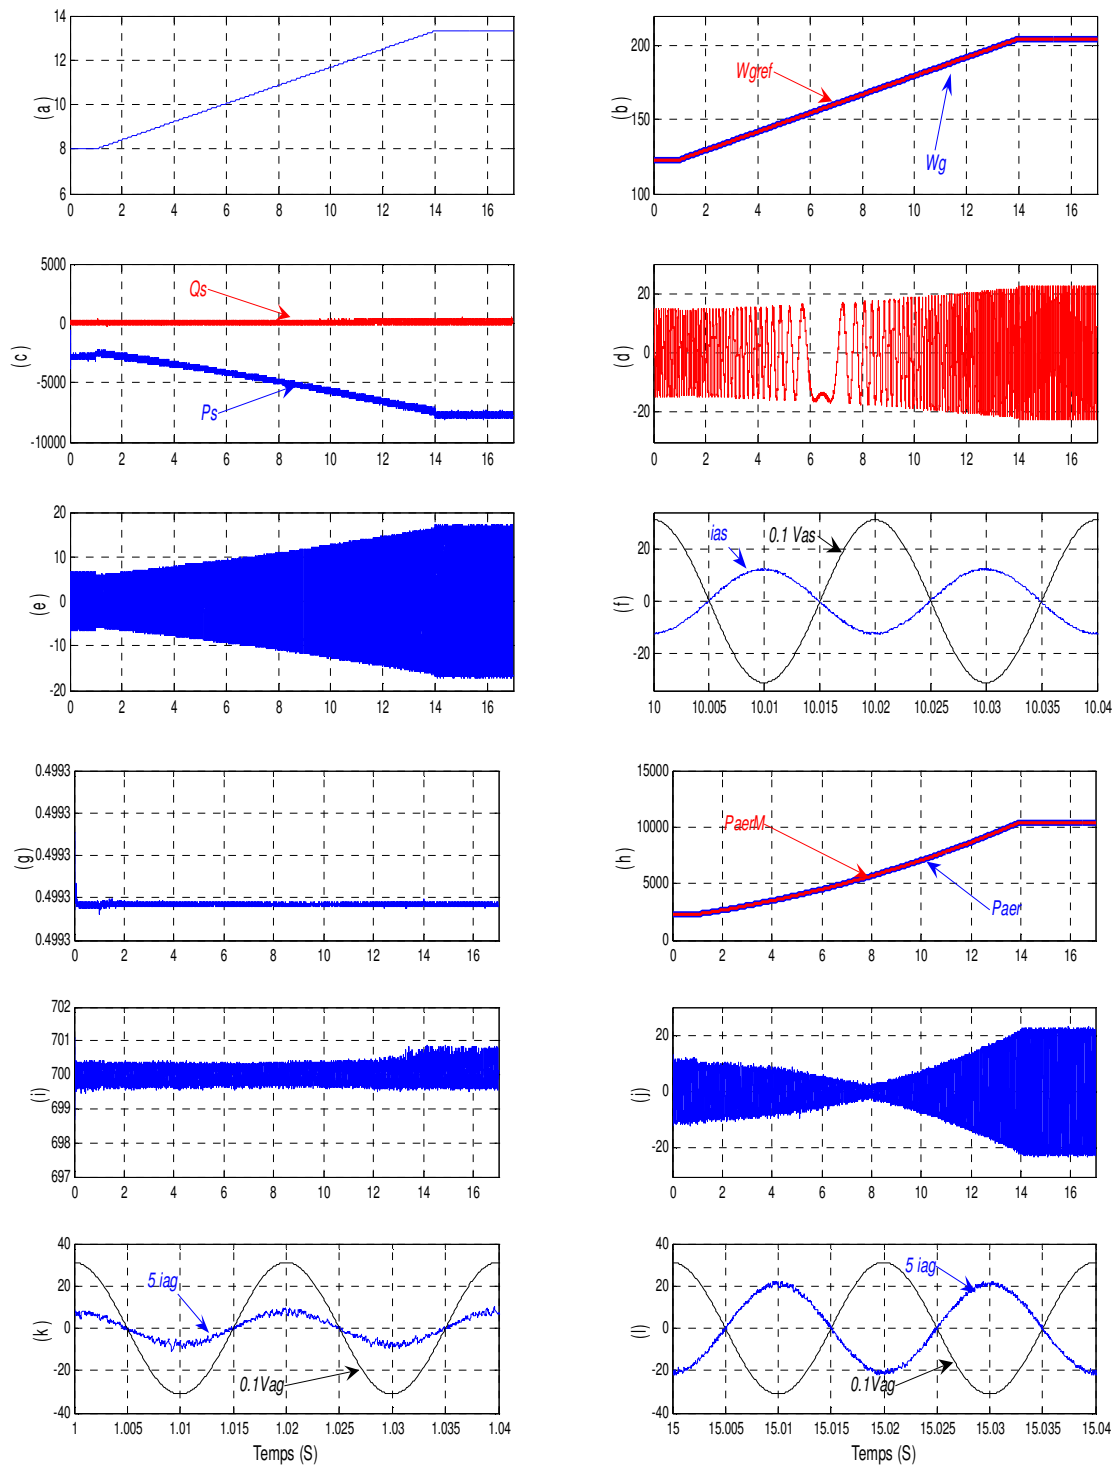 14
12
10
8
6
(a)
0 2 4 6 8 10 12 14 16
200
150
100
(b)
Wgref
Wg
0 2 4 6 8 10 12 14 16
5000
0
-5000
-10000
(c)
Qs
Ps
0 2 4 6 8 10 12 14 16
20
0
-20
(d)
0 2 4 6 8 10 12 14 16
20
10
0
-10
-20
(e)
0 2 4 6 8 10 12 14 16
20
0
-20
(f)
ias
0.1 Vas
10 10.005 10.01 10.015 10.02 10.025 10.03 10.035 10.04
0.4993
0.4993
0.4993
0.4993
0.4993
(g)
0 2 4 6 8 10 12 14 16
15000
10000
5000
0
(h)
PaerM
Paer
0 2 4 6 8 10 12 14 16
702
701
700
699
698
697
(i)
0 2 4 6 8 10 12 14 16
20
0
-20
(j)
0 2 4 6 8 10 12 14 16
40
20
0
-20
-40
(k)
5 iag
0.1Vag
1 1.005 1.01 1.015 1.02 1.025 1.03 1.035 1.04
Temps (S)
40
20
0
-20
-40
(l)
5 iag
0.1Vag
15 15.005 15.01 15.015 15.02 15.025 15.03 15.035 15.04
Temps (S)